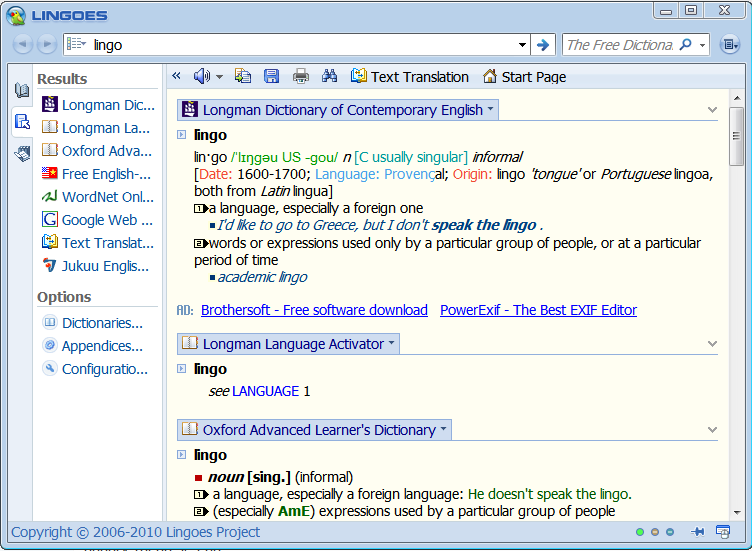 LINGOES
lingo
The Free Dictiona
Results
Longman Dic...
Longman La...
Oxford Adva...
Free English-...
WordNet Onl...
Google Web ...
Text Translat...
Jukuu Englis...
Options
Dictionaries...
Appendices...
Configuratio...
« Text Translation Start Page
Longman Dictionary of Contemporary English
lingo
lin·go /ˈlɪŋgəu US -gou/ n [C usually singular] informal
[Date: 1600-1700; Language: Provençal; Origin: lingo 'tongue' or Portuguese lingoa,
both from Latin lingua]
1 a language, especially a foreign one
I'd like to go to Greece, but I don't speak the lingo .
2 words or expressions used only by a particular group of people, or at a particular
period of time
academic lingo
AD: Brothersoft - Free software download PowerExif - The Best EXIF Editor
Longman Language Activator
lingo
see LANGUAGE 1
Oxford Advanced Learner's Dictionary
lingo
noun [sing.] (informal)
1 a language, especially a foreign language: He doesn't speak the lingo.
2 (especially AmE) expressions used by a particular group of people
Copyright © 2006-2010 Lingoes Project